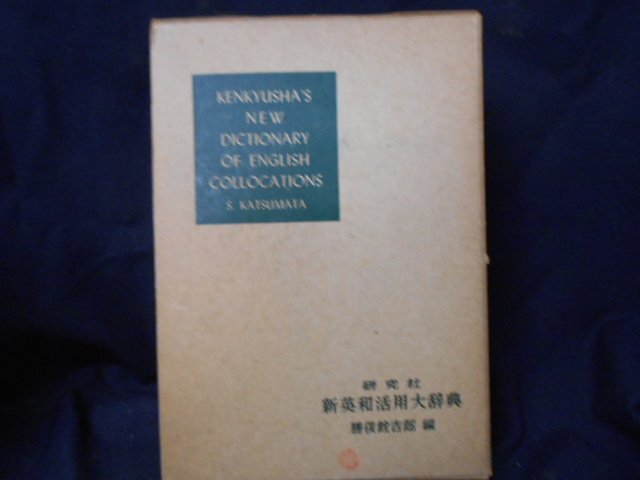 KENKYUSHA'S
NEW
DICTIONARY
OF ENGLISH
COLLOCATIONS
S. KATSUMATA
研究社
新英和活用大辞典
勝俣銓吉郎 編